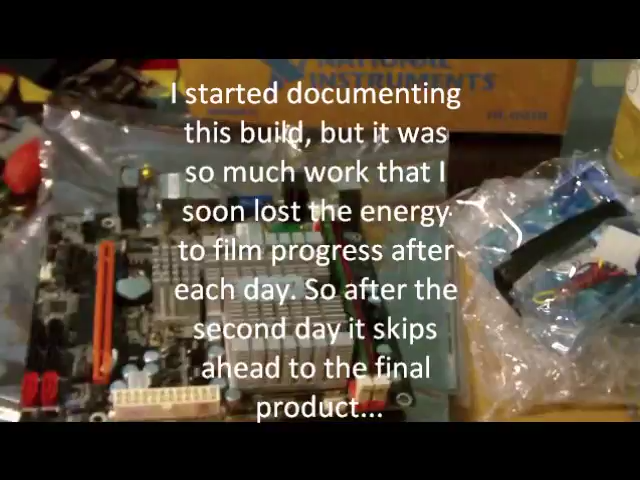 NATIONAL
INSTRUMENTS
I started documenting
this build, but it was
so much work that I
soon lost the energy
to film progress after
each day. So after the
second day it skips
ahead to the final
product...